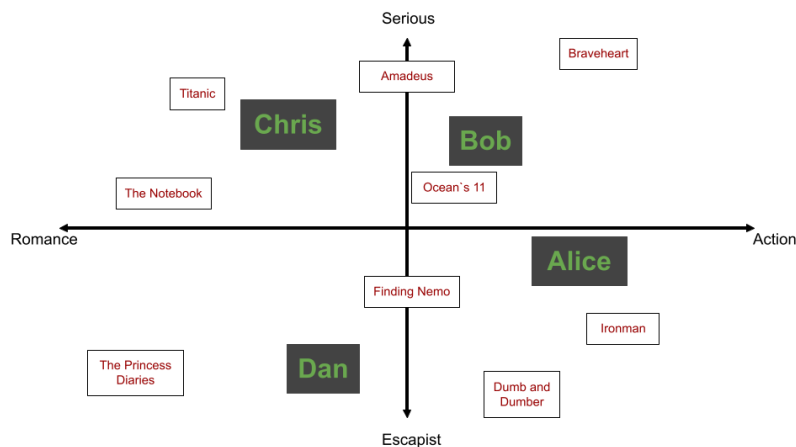 Serious
Braveheart
Amadeus
Titanic
Chris
Bob
The Notebook
Ocean`s 11
Romance
Action
Alice
Finding Nemo
Ironman
The Princess
Diaries
Dan
Dumb and
Dumber
Escapist